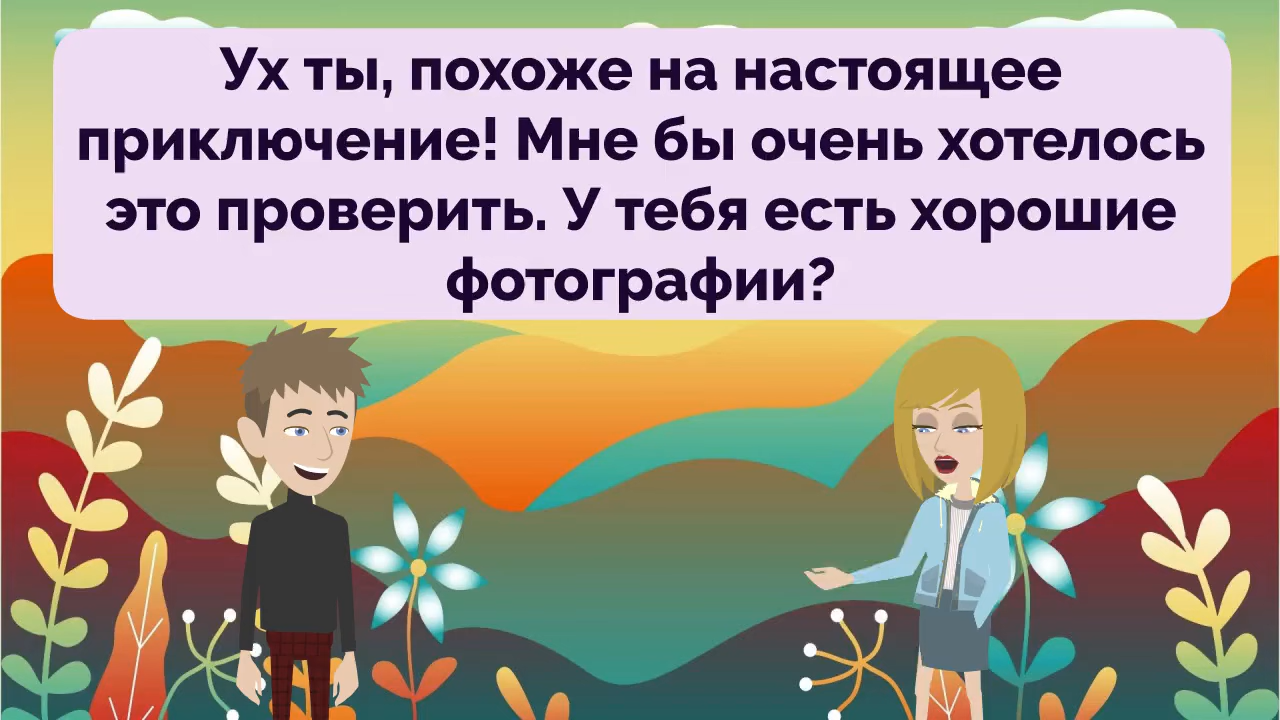 Ух ты, похоже на настоящее
приключение! Мне бы очень хотелось
это проверить. У тебя есть хорошие
фотографии?